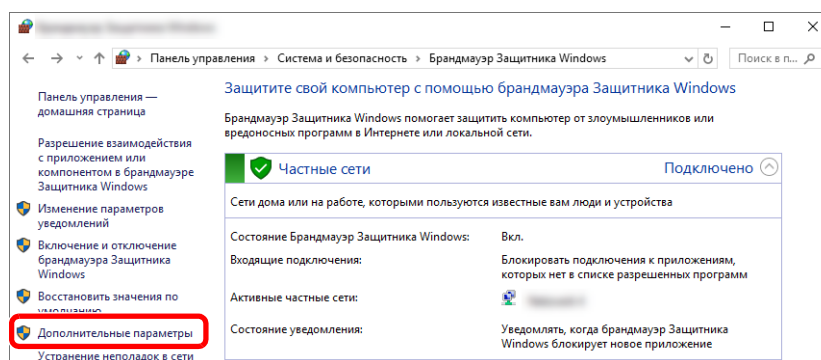 Панель управления › Система и безопасность › Брандмауэр Защитника Windows
Поиск в п...
Панель управления —
домашняя страница
Разрешение взаимодействия
с приложением или
компонентом в брандмауэре
Защитника Windows
Изменение параметров
уведомлений
Включение и отключение
брандмауэра Защитника
Windows
Восстановить значения по
умолчанию
Дополнительные параметры
Устранение неполадок в сети
Защитите свой компьютер с помощью брандмауэра Защитника Windows
Брандмауэр Защитника Windows помогает защитить компьютер от злоумышленников или
вредоносных программ в Интернете или локальной сети.
Частные сети Подключено
Сети дома или на работе, которыми пользуются известные вам люди и устройства
Состояние Брандмауэр Защитника Windows: Вкл.
Входящие подключения: Блокировать подключения к приложениям,
которых нет в списке разрешенных программ
Активные частные сети:
Состояние уведомления: Уведомлять, когда брандмауэр Защитника
Windows блокирует новое приложение